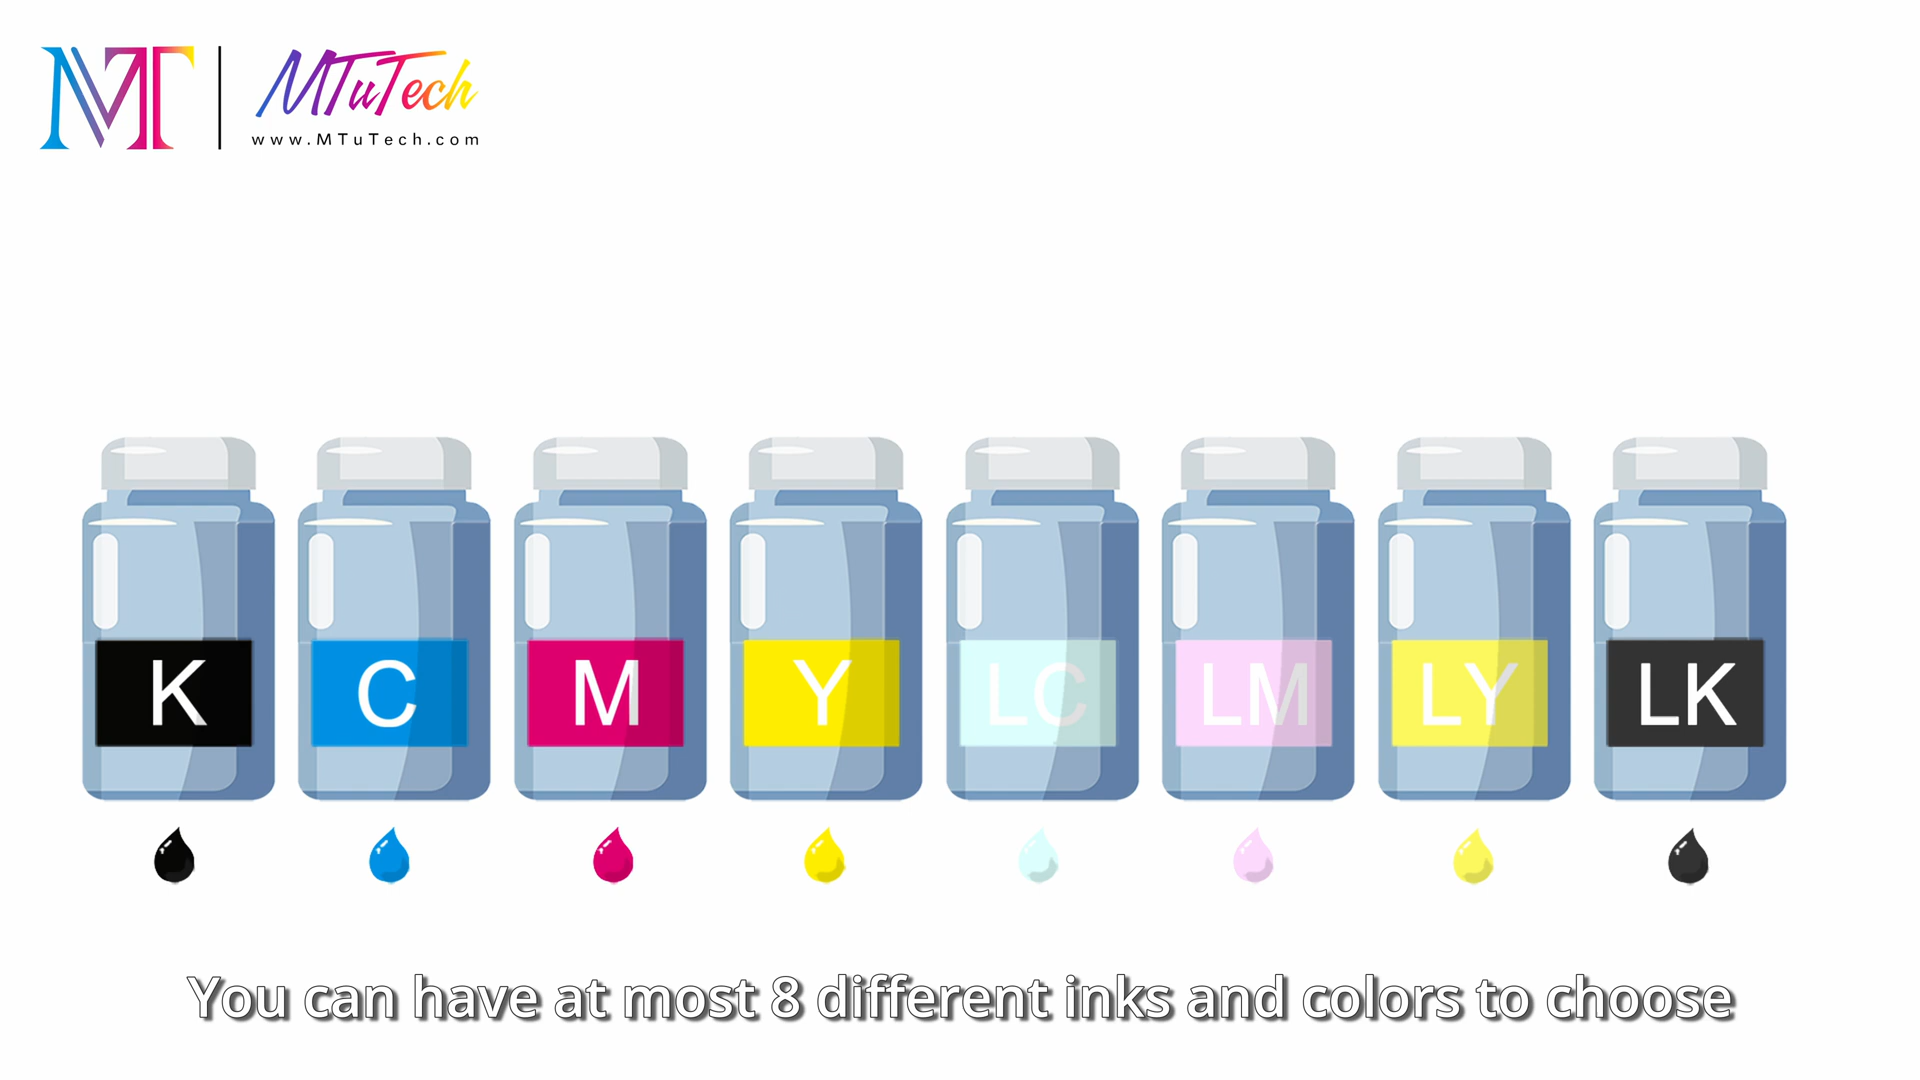 MT
MTuTech
www.MTuTech.com
K C M Y LC LM LY LK
You can have at most 8 different inks and colors to choose